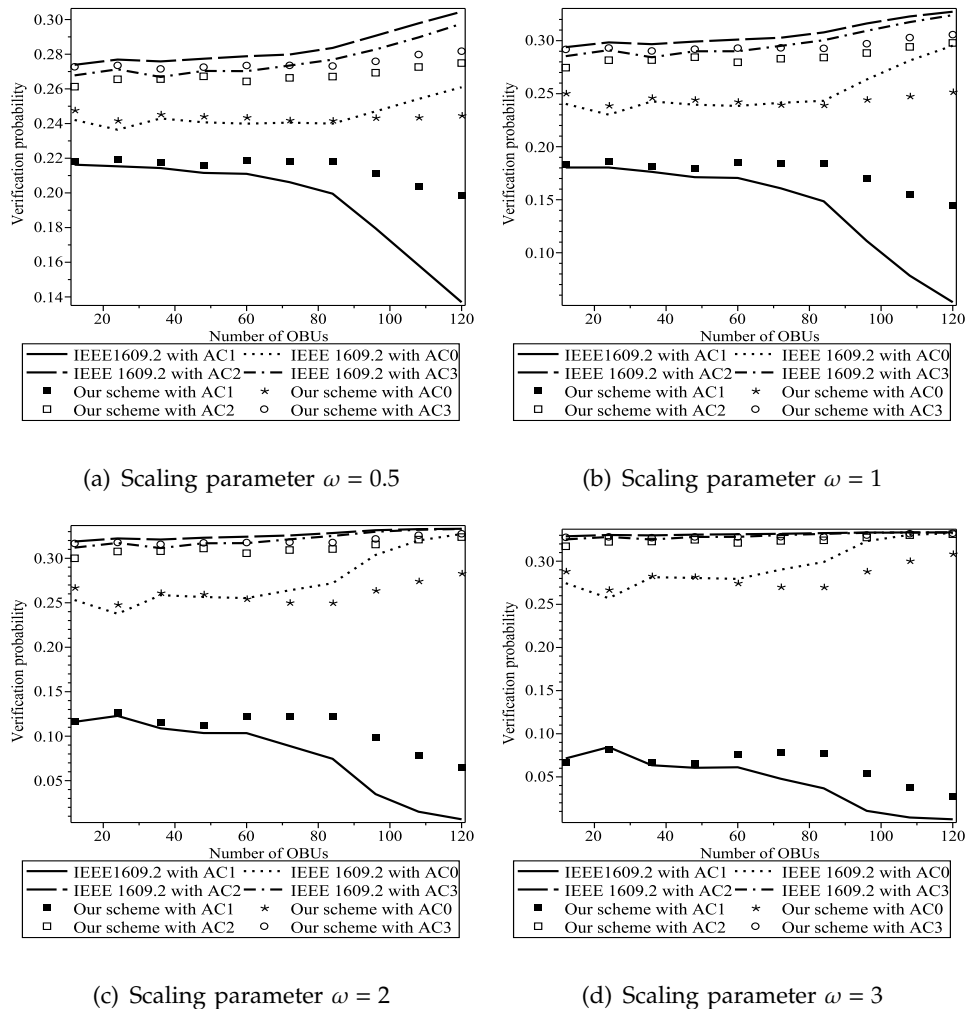 Verification probability
0.30
0.28
0.26
0.24
0.22
0.20
0.18
0.16
0.14
20 40 60 80 100 120
Number of OBUs
IEEE1609.2 with AC1 IEEE 1609.2 with AC0
IEEE 1609.2 with AC2 IEEE 1609.2 with AC3
Our scheme with AC1 Our scheme with AC0
Our scheme with AC2 Our scheme with AC3
(a) Scaling parameter ω = 0.5
Verification probability
0.30
0.25
0.20
0.15
0.10
20 40 60 80 100 120
Number of OBUs
IEEE1609.2 with AC1 IEEE 1609.2 with AC0
IEEE 1609.2 with AC2 IEEE 1609.2 with AC3
Our scheme with AC1 Our scheme with AC0
Our scheme with AC2 Our scheme with AC3
(b) Scaling parameter ω = 1
Verification probability
0.30
0.25
0.20
0.15
0.10
0.05
20 40 60 80 100 120
Number of OBUs
IEEE1609.2 with AC1 IEEE 1609.2 with AC0
IEEE 1609.2 with AC2 IEEE 1609.2 with AC3
Our scheme with AC1 Our scheme with AC0
Our scheme with AC2 Our scheme with AC3
(c) Scaling parameter ω = 2
Verification probability
0.30
0.25
0.20
0.15
0.10
0.05
20 40 60 80 100 120
Number of OBUs
IEEE1609.2 with AC1 IEEE 1609.2 with AC0
IEEE 1609.2 with AC2 IEEE 1609.2 with AC3
Our scheme with AC1 Our scheme with AC0
Our scheme with AC2 Our scheme with AC3
(d) Scaling parameter ω = 3